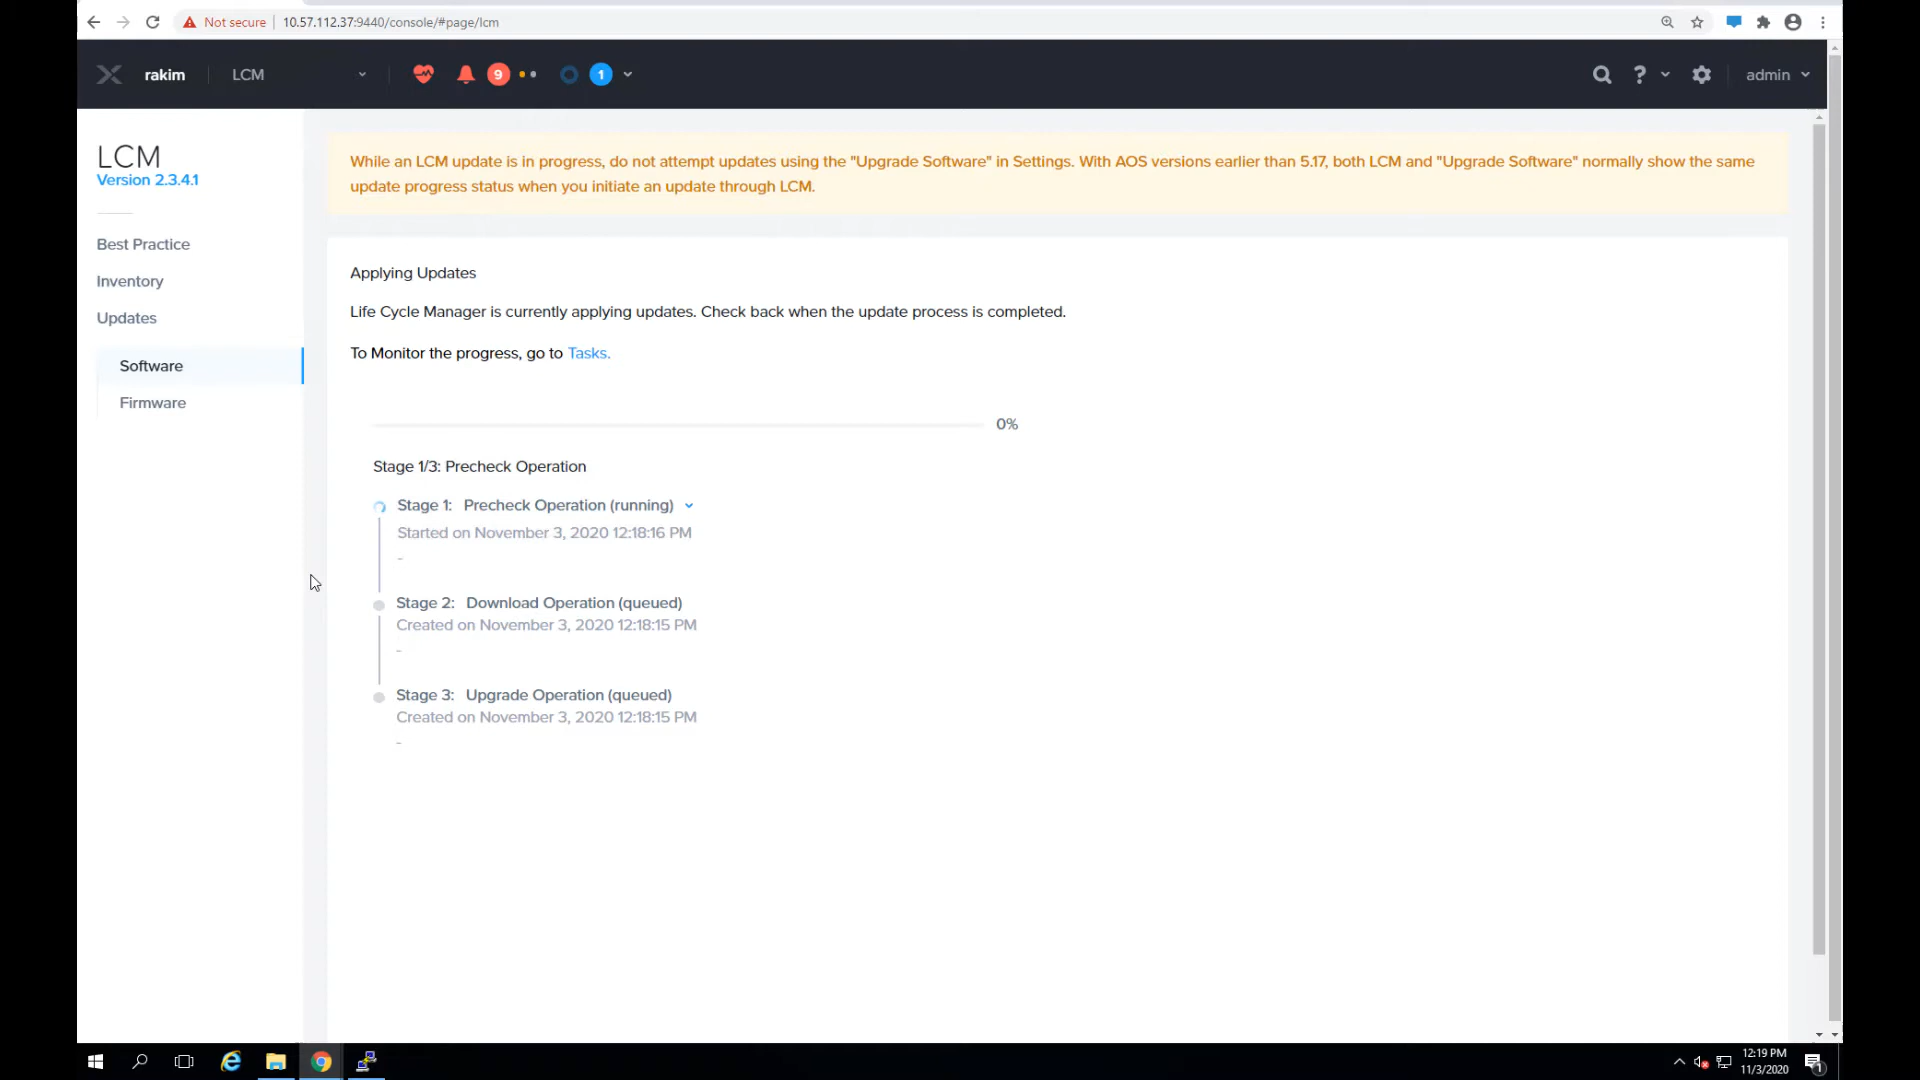 Not secure
10.57.112.37:9440/console/#page/lcm
rakim
LCM
9
1
?
admin
LCM
Version 2.3.4.1
Best Practice
Inventory
Updates
Software
Firmware
While an LCM update is in progress, do not attempt updates using the "Upgrade Software" in Settings. With AOS versions earlier than 5.17, both LCM and "Upgrade Software" normally show the same
update progress status when you initiate an update through LCM.
Applying Updates
Life Cycle Manager is currently applying updates. Check back when the update process is completed.
To Monitor the progress, go to Tasks.
0%
Stage 1/3: Precheck Operation
Stage 1: Precheck Operation (running)
Started on November 3, 2020 12:18:16 PM
-
Stage 2: Download Operation (queued)
Created on November 3, 2020 12:18:15 PM
-
Stage 3: Upgrade Operation (queued)
Created on November 3, 2020 12:18:15 PM
-
12:19 PM
11/3/2020
1